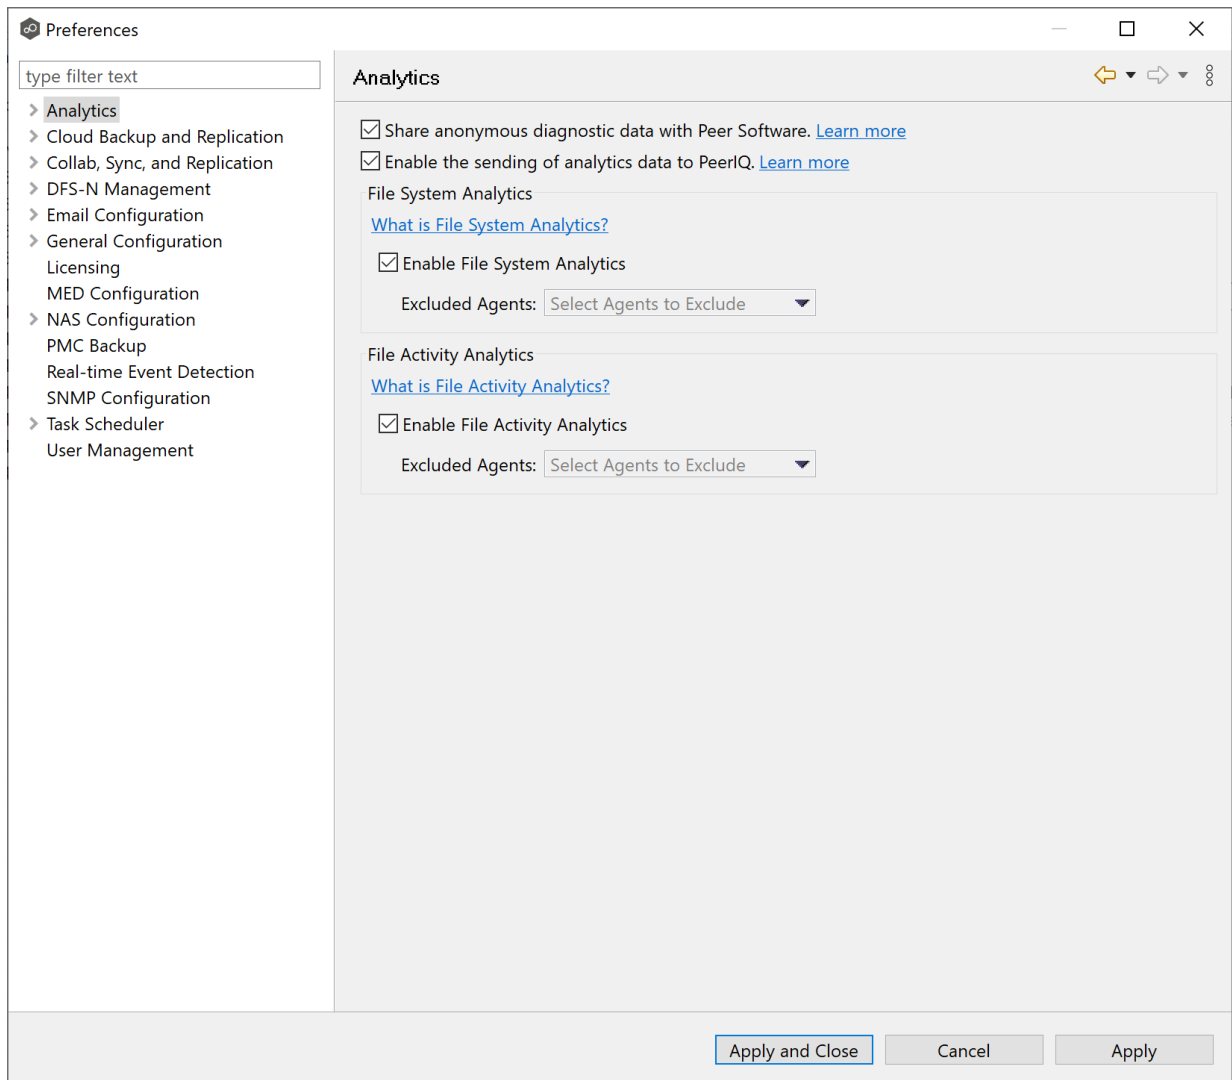 Preferences
type filter text
Analytics
Cloud Backup and Replication
Collab, Sync, and Replication
DFS-N Management
Email Configuration
General Configuration
Licensing
MED Configuration
NAS Configuration
PMC Backup
Real-time Event Detection
SNMP Configuration
Task Scheduler
User Management
Analytics
Share anonymous diagnostic data with Peer Software. Learn more
Enable the sending of analytics data to PeerIQ. Learn more
File System Analytics
What is File System Analytics?
Enable File System Analytics
Excluded Agents: Select Agents to Exclude
File Activity Analytics
What is File Activity Analytics?
Enable File Activity Analytics
Excluded Agents: Select Agents to Exclude
Apply and Close Cancel Apply